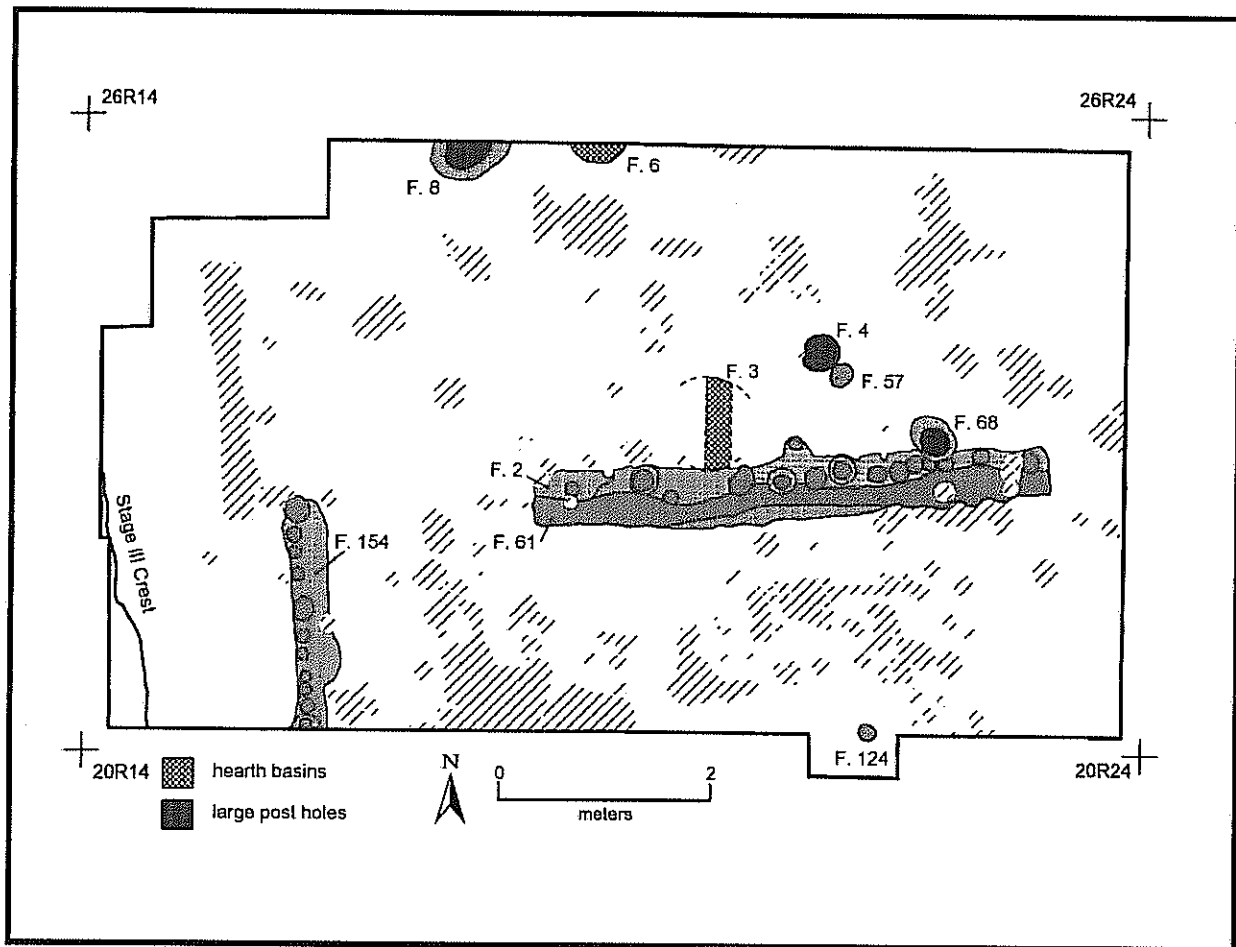 26R14
26R24
F. 8
F. 6
F. 4
F. 3
F. 57
F. 68
F. 2
F. 61
F. 154
Stage III Crest
F. 124
20R14
20R24
hearth basins
large post holes
N
0
2
meters